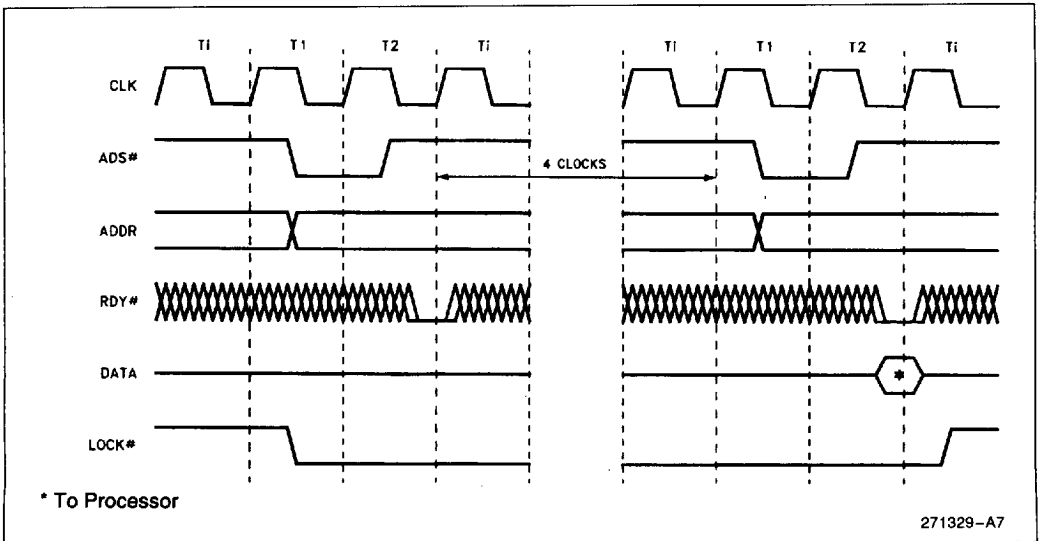 Ti T1 T2 Ti Ti T1 T2 Ti
CLK
ADS#
4 CLOCKS
ADDR
RDY#
DATA
*
LOCK#
* To Processor
271329-A7